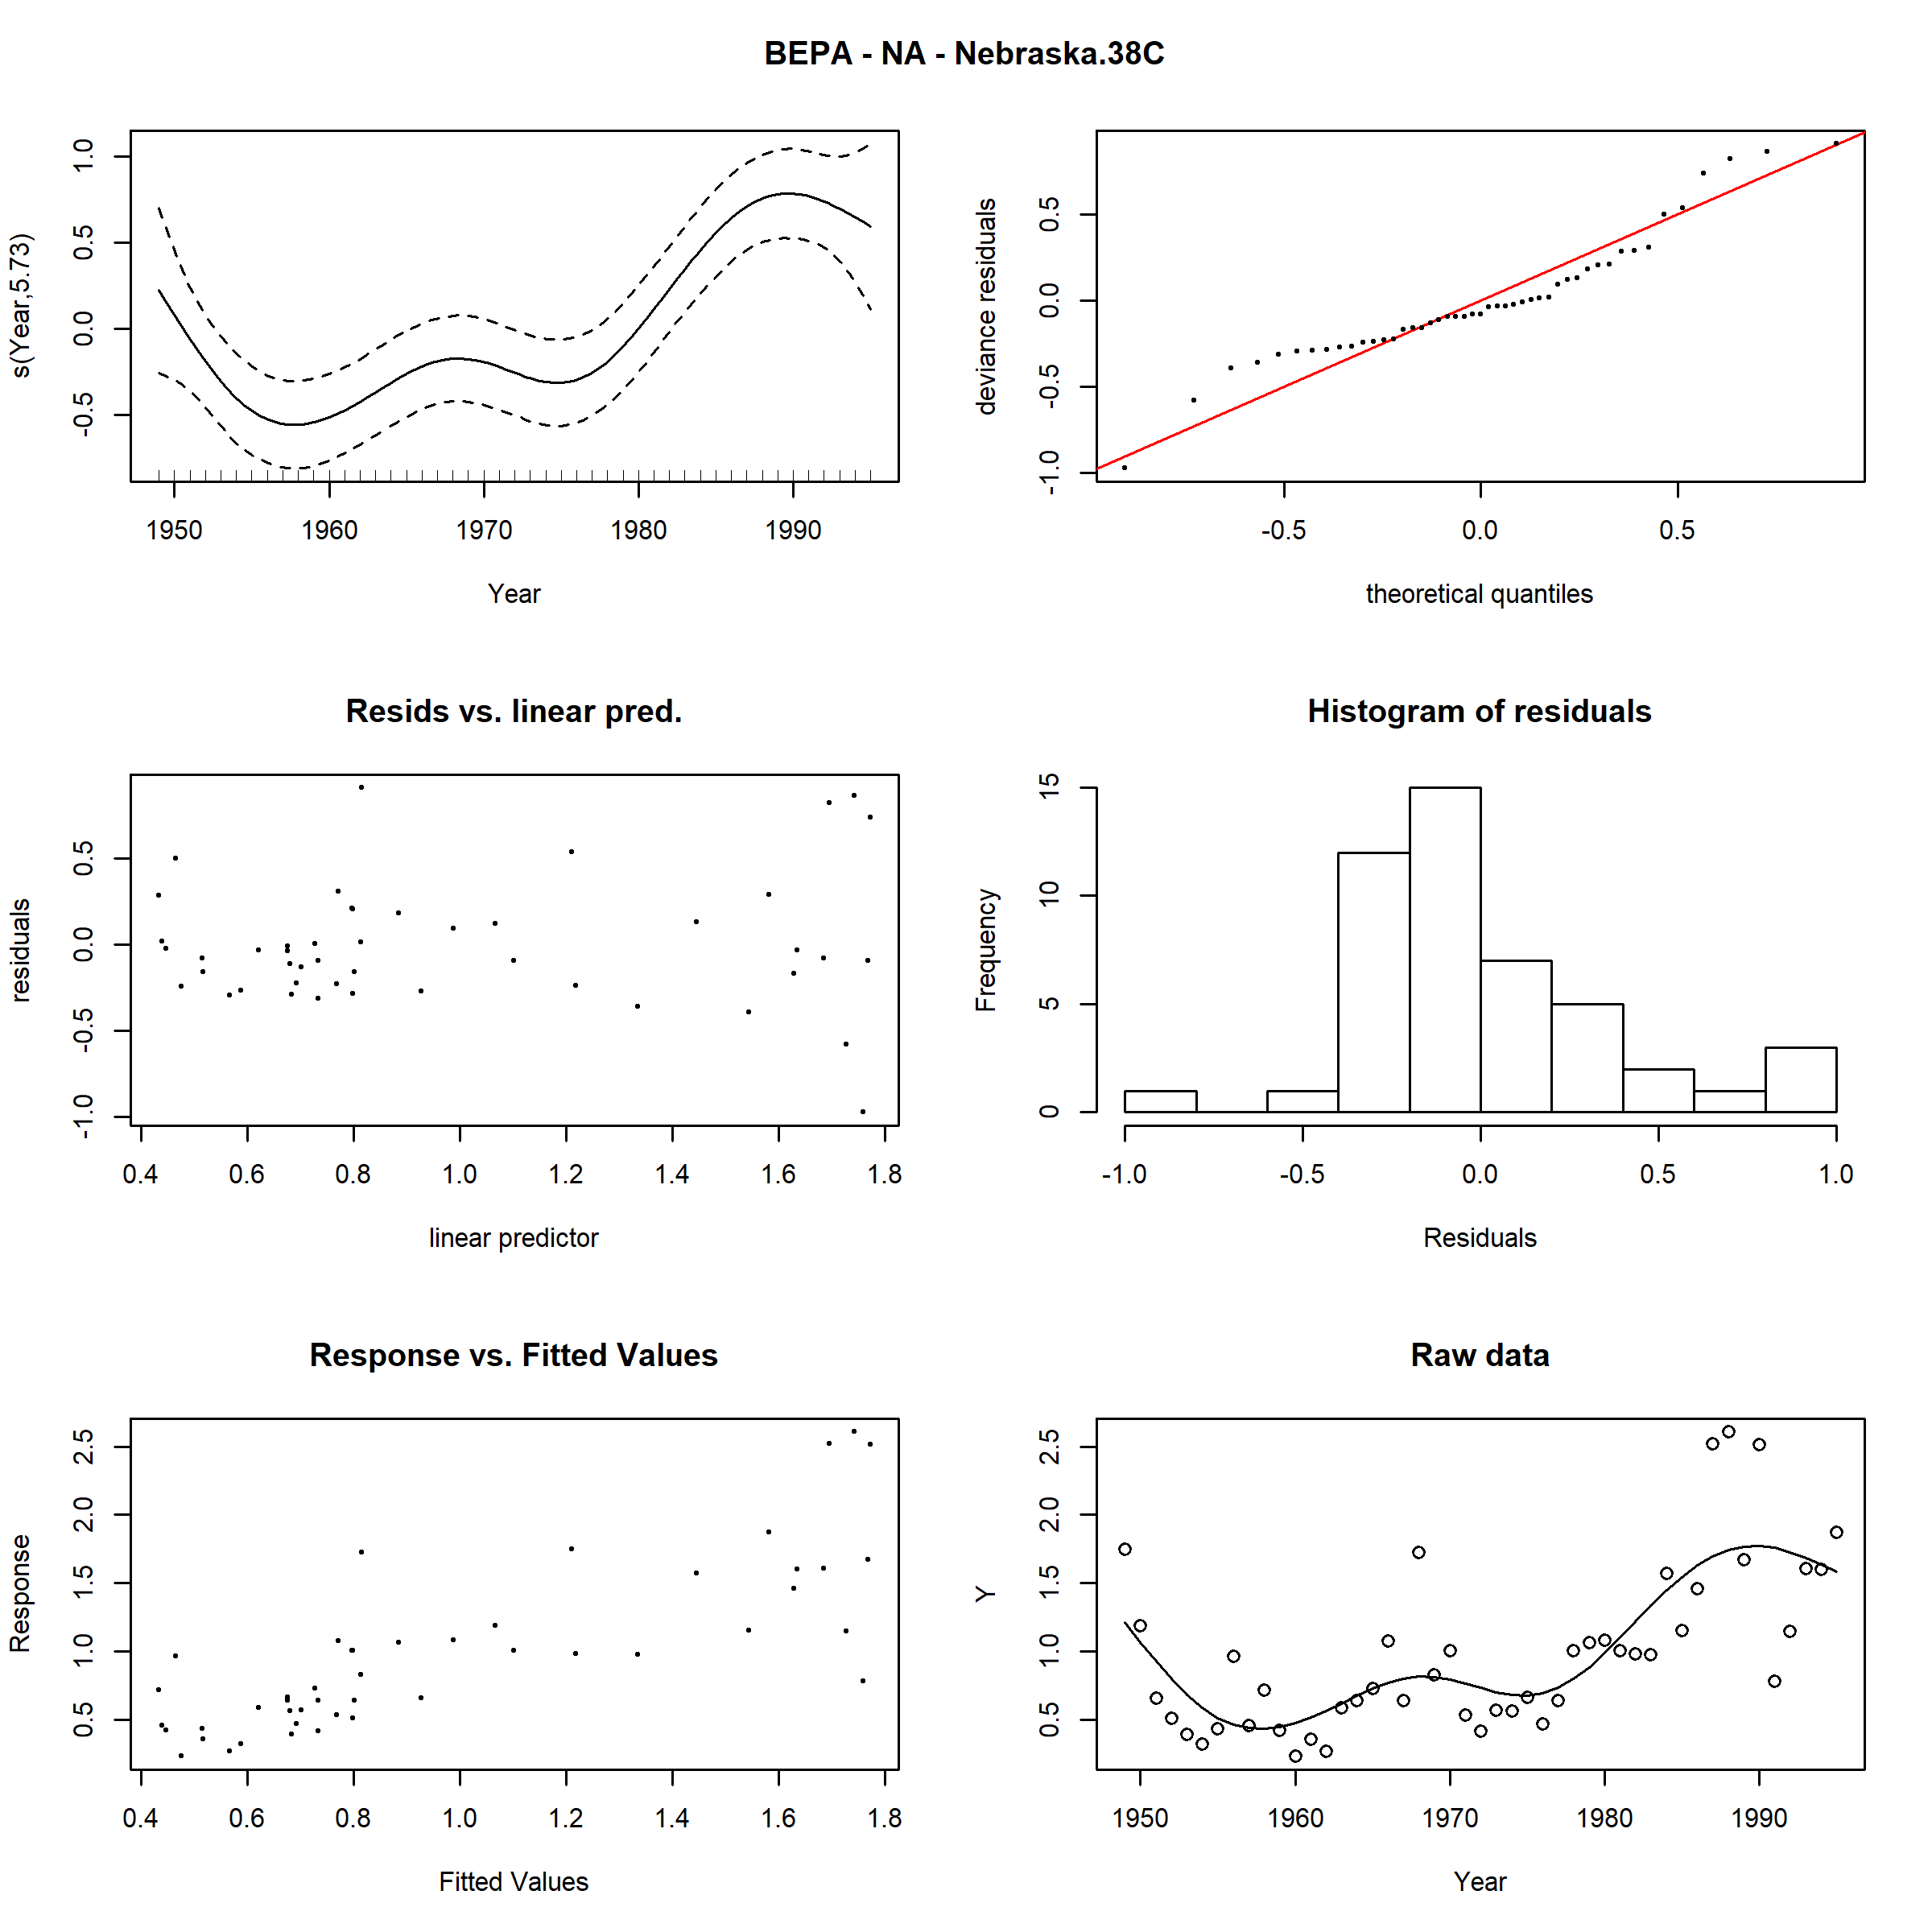 BEPA - NA - Nebraska.38C
s(Year,5.73)
1.0
0.5
0.0
-0.5
1950 1960 1970 1980 1990
Year
deviance residuals
0.5
0.0
-0.5
-1.0
-0.5 0.0 0.5
theoretical quantiles
Resids vs. linear pred.
residuals
0.5
0.0
-0.5
-1.0
0.4 0.6 0.8 1.0 1.2 1.4 1.6 1.8
linear predictor
Histogram of residuals
Frequency
15
10
5
0
-1.0 -0.5 0.0 0.5 1.0
Residuals
Response vs. Fitted Values
Response
2.5
2.0
1.5
1.0
0.5
0.4 0.6 0.8 1.0 1.2 1.4 1.6 1.8
Fitted Values
Raw data
Y
2.5
2.0
1.5
1.0
0.5
1950 1960 1970 1980 1990
Year